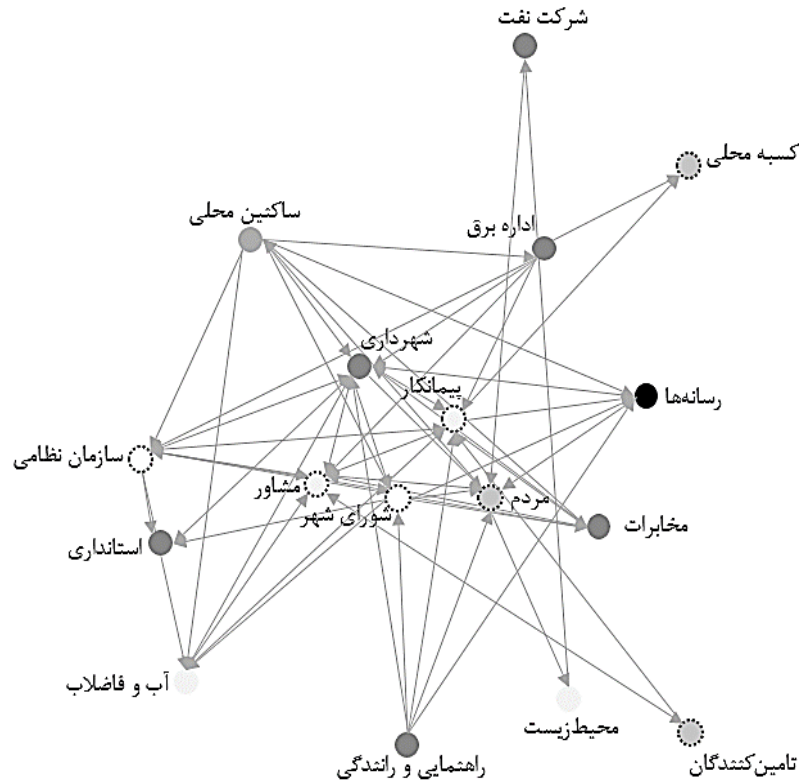 شرکت نفت
کسبه محلی
ساکنین محلی
اداره برق
شهرداری
پیمانکار
رسانه‌ها
سازمان نظامی
مشاور
شورای شهر
مردم
مخابرات
استانداری
آب و فاضلاب
محیط‌زیست
راهنمایی و رانندگی
تامین‌کنندگان